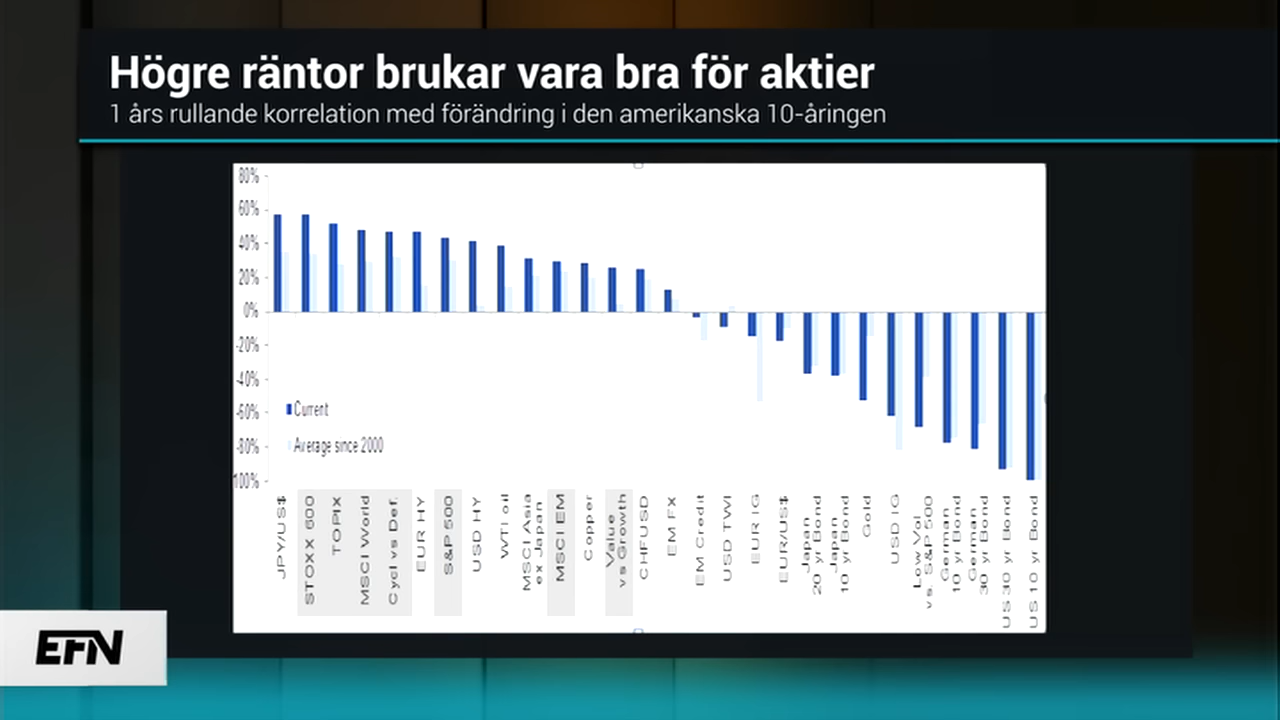 Högre räntor brukar vara bra för aktier
1 års rullande korrelation med förändring i den amerikanska 10-åringen
80%
60%
40%
20%
0%
-20%
-40%
-60%
-80%
100%
Current
Average since 2000
JPY/US$
STOXX 600
TOPIX
MSCI World
Cycl vs Def.
EUR HY
S&P 500
USD HY
WTI oil
MSCI Asia
ex Japan
MSCI EM
Copper
Value
vs Growth
CHFUSD
EM FX
EM Credit
USD TWI
EUR IG
EUR/US$
Japan
20 yr Bond
Japan
10 yr Bond
Gold
USD IG
Low Vol
vs. S&P 500
German
10 yr Bond
German
30 yr Bond
US 30 yr Bond
US 10 yr Bond
EFN